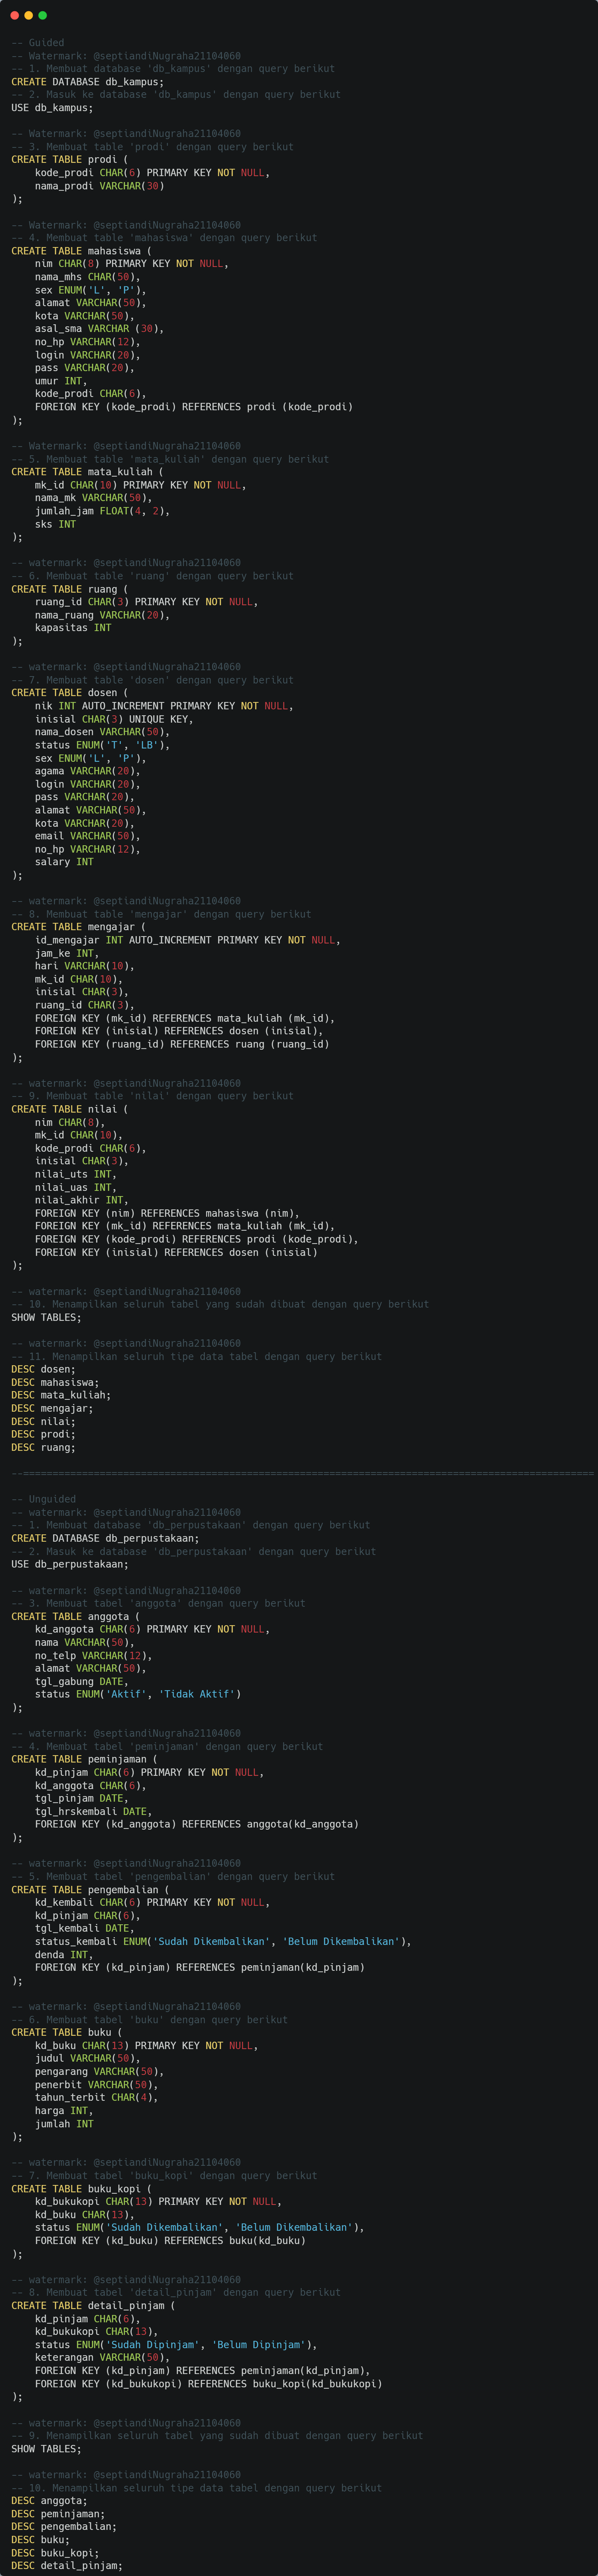 -- Guided
-- Watermark: @septiandiNugraha21104060
-- 1. Membuat database 'db_kampus' dengan query berikut
CREATE DATABASE db_kampus;
-- 2. Masuk ke database 'db_kampus' dengan query berikut
USE db_kampus;

-- Watermark: @septiandiNugraha21104060
-- 3. Membuat table 'prodi' dengan query berikut
CREATE TABLE prodi (
    kode_prodi CHAR(6) PRIMARY KEY NOT NULL,
    nama_prodi VARCHAR(30)
);

-- Watermark: @septiandiNugraha21104060
-- 4. Membuat table 'mahasiswa' dengan query berikut
CREATE TABLE mahasiswa (
    nim CHAR(8) PRIMARY KEY NOT NULL,
    nama_mhs CHAR(50),
    sex ENUM('L', 'P'),
    alamat VARCHAR(50),
    kota VARCHAR(50),
    asal_sma VARCHAR (30),
    no_hp VARCHAR(12),
    login VARCHAR(20),
    pass VARCHAR(20),
    umur INT,
    kode_prodi CHAR(6),
    FOREIGN KEY (kode_prodi) REFERENCES prodi (kode_prodi)
);

-- Watermark: @septiandiNugraha21104060
-- 5. Membuat table 'mata_kuliah' dengan query berikut
CREATE TABLE mata_kuliah (
    mk_id CHAR(10) PRIMARY KEY NOT NULL,
    nama_mk VARCHAR(50),
    jumlah_jam FLOAT(4, 2),
    sks INT
);

-- watermark: @septiandiNugraha21104060
-- 6. Membuat table 'ruang' dengan query berikut
CREATE TABLE ruang (
    ruang_id CHAR(3) PRIMARY KEY NOT NULL,
    nama_ruang VARCHAR(20),
    kapasitas INT
);

-- watermark: @septiandiNugraha21104060
-- 7. Membuat table 'dosen' dengan query berikut
CREATE TABLE dosen (
    nik INT AUTO_INCREMENT PRIMARY KEY NOT NULL,
    inisial CHAR(3) UNIQUE KEY,
    nama_dosen VARCHAR(50),
    status ENUM('T', 'LB'),
    sex ENUM('L', 'P'),
    agama VARCHAR(20),
    login VARCHAR(20),
    pass VARCHAR(20),
    alamat VARCHAR(50),
    kota VARCHAR(20),
    email VARCHAR(50),
    no_hp VARCHAR(12),
    salary INT
);

-- watermark: @septiandiNugraha21104060
-- 8. Membuat table 'mengajar' dengan query berikut
CREATE TABLE mengajar (
    id_mengajar INT AUTO_INCREMENT PRIMARY KEY NOT NULL,
    jam_ke INT,
    hari VARCHAR(10),
    mk_id CHAR(10),
    inisial CHAR(3),
    ruang_id CHAR(3),
    FOREIGN KEY (mk_id) REFERENCES mata_kuliah (mk_id),
    FOREIGN KEY (inisial) REFERENCES dosen (inisial),
    FOREIGN KEY (ruang_id) REFERENCES ruang (ruang_id)
);

-- watermark: @septiandiNugraha21104060
-- 9. Membuat table 'nilai' dengan query berikut
CREATE TABLE nilai (
    nim CHAR(8),
    mk_id CHAR(10),
    kode_prodi CHAR(6),
    inisial CHAR(3),
    nilai_uts INT,
    nilai_uas INT,
    nilai_akhir INT,
    FOREIGN KEY (nim) REFERENCES mahasiswa (nim),
    FOREIGN KEY (mk_id) REFERENCES mata_kuliah (mk_id),
    FOREIGN KEY (kode_prodi) REFERENCES prodi (kode_prodi),
    FOREIGN KEY (inisial) REFERENCES dosen (inisial)
);

-- watermark: @septiandiNugraha21104060
-- 10. Menampilkan seluruh tabel yang sudah dibuat dengan query berikut
SHOW TABLES;

-- watermark: @septiandiNugraha21104060
-- 11. Menampilkan seluruh tipe data tabel dengan query berikut
DESC dosen;
DESC mahasiswa;
DESC mata_kuliah;
DESC mengajar;
DESC nilai;
DESC prodi;
DESC ruang;

--=================================================================================================

-- Unguided
-- watermark: @septiandiNugraha21104060
-- 1. Membuat database 'db_perpustakaan' dengan query berikut
CREATE DATABASE db_perpustakaan;
-- 2. Masuk ke database 'db_perpustakaan' dengan query berikut
USE db_perpustakaan;

-- watermark: @septiandiNugraha21104060
-- 3. Membuat tabel 'anggota' dengan query berikut
CREATE TABLE anggota (
    kd_anggota CHAR(6) PRIMARY KEY NOT NULL,
    nama VARCHAR(50),
    no_telp VARCHAR(12),
    alamat VARCHAR(50),
    tgl_gabung DATE,
    status ENUM('Aktif', 'Tidak Aktif')
);

-- watermark: @septiandiNugraha21104060
-- 4. Membuat tabel 'peminjaman' dengan query berikut
CREATE TABLE peminjaman (
    kd_pinjam CHAR(6) PRIMARY KEY NOT NULL,
    kd_anggota CHAR(6),
    tgl_pinjam DATE,
    tgl_hrskembali DATE,
    FOREIGN KEY (kd_anggota) REFERENCES anggota(kd_anggota)
);

-- watermark: @septiandiNugraha21104060
-- 5. Membuat tabel 'pengembalian' dengan query berikut
CREATE TABLE pengembalian (
    kd_kembali CHAR(6) PRIMARY KEY NOT NULL,
    kd_pinjam CHAR(6),
    tgl_kembali DATE,
    status_kembali ENUM('Sudah Dikembalikan', 'Belum Dikembalikan'),
    denda INT,
    FOREIGN KEY (kd_pinjam) REFERENCES peminjaman(kd_pinjam)
);

-- watermark: @septiandiNugraha21104060
-- 6. Membuat tabel 'buku' dengan query berikut
CREATE TABLE buku (
    kd_buku CHAR(13) PRIMARY KEY NOT NULL,
    judul VARCHAR(50),
    pengarang VARCHAR(50),
    penerbit VARCHAR(50),
    tahun_terbit CHAR(4),
    harga INT,
    jumlah INT
);

-- watermark: @septiandiNugraha21104060
-- 7. Membuat tabel 'buku_kopi' dengan query berikut
CREATE TABLE buku_kopi (
    kd_bukukopi CHAR(13) PRIMARY KEY NOT NULL,
    kd_buku CHAR(13),
    status ENUM('Sudah Dikembalikan', 'Belum Dikembalikan'),
    FOREIGN KEY (kd_buku) REFERENCES buku(kd_buku)
);

-- watermark: @septiandiNugraha21104060
-- 8. Membuat tabel 'detail_pinjam' dengan query berikut
CREATE TABLE detail_pinjam (
    kd_pinjam CHAR(6),
    kd_bukukopi CHAR(13),
    status ENUM('Sudah Dipinjam', 'Belum Dipinjam'),
    keterangan VARCHAR(50),
    FOREIGN KEY (kd_pinjam) REFERENCES peminjaman(kd_pinjam),
    FOREIGN KEY (kd_bukukopi) REFERENCES buku_kopi(kd_bukukopi)
);

-- watermark: @septiandiNugraha21104060
-- 9. Menampilkan seluruh tabel yang sudah dibuat dengan query berikut
SHOW TABLES;

-- watermark: @septiandiNugraha21104060
-- 10. Menampilkan seluruh tipe data tabel dengan query berikut
DESC anggota;
DESC peminjaman;
DESC pengembalian;
DESC buku;
DESC buku_kopi;
DESC detail_pinjam;